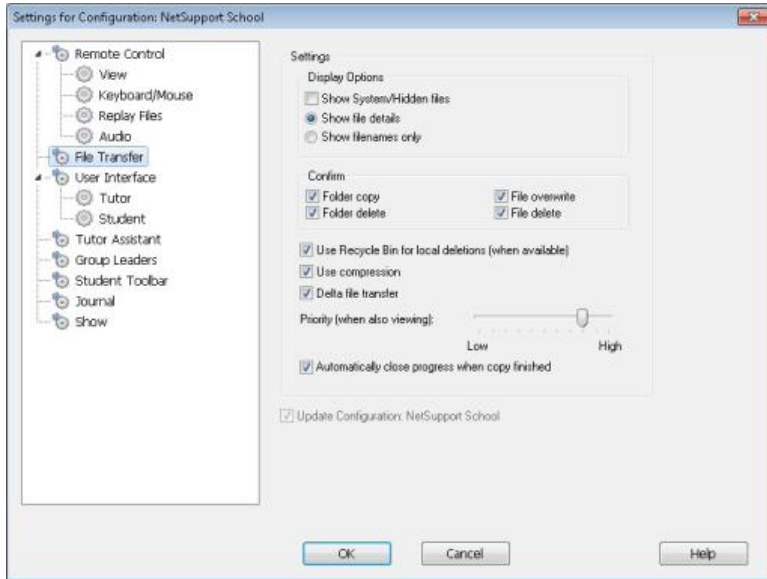 Settings for Configuration: NetSupport School
Remote Control
View
Keyboard/Mouse
Replay Files
Audio
File Transfer
User Interface
Tutor
Student
Tutor Assistant
Group Leaders
Student Toolbar
Journal
Show
Settings
Display Options
Show System/Hidden files
Show file details
Show filenames only
Confirm
Folder copy
File overwrite
Folder delete
File delete
Use Recycle Bin for local deletions (when available)
Use compression
Delta file transfer
Priority (when also viewing):
Low High
Automatically close progress when copy finished
Update Configuration: NetSupport School
OK Cancel Help